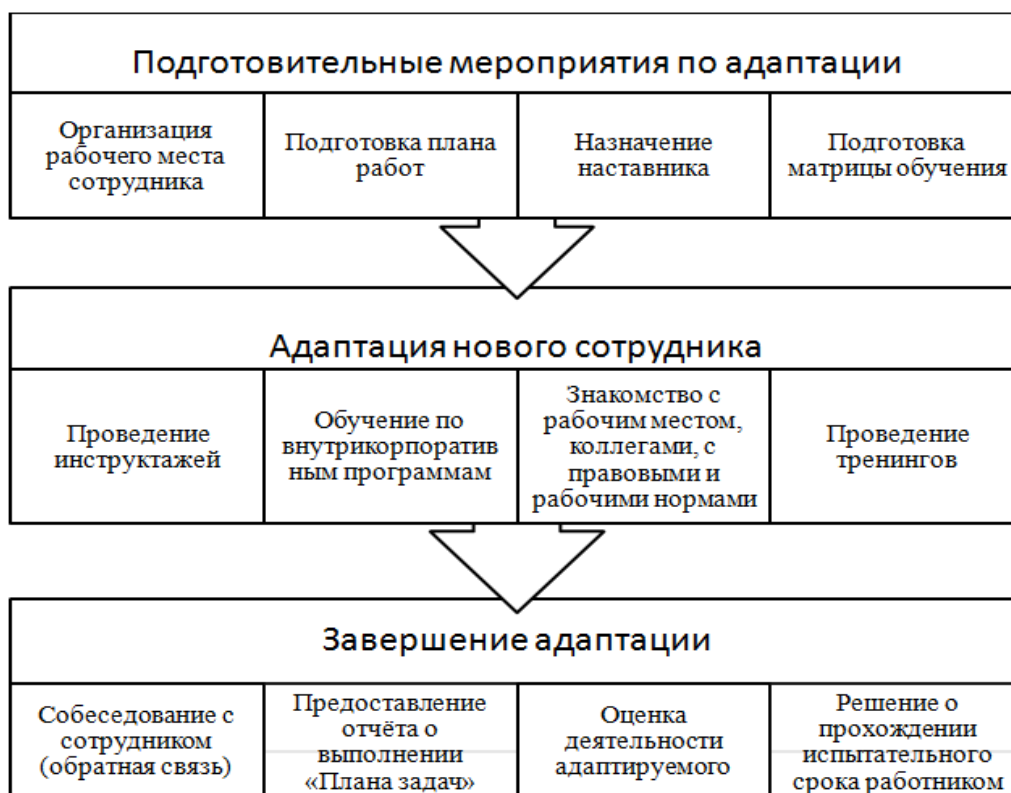 Подготовительные мероприятия по адаптации
Организация
рабочего места
сотрудника
Подготовка плана
работ
Назначение
наставника
Подготовка
матрицы обучения
Адаптация нового сотрудника
Проведение
инструктажей
Обучение по
внутрикорпоратив
ным программам
Знакомство с
рабочим местом,
коллегами, с
правовыми и
рабочими нормами
Проведение
тренингов
Завершение адаптации
Собеседование с
сотрудником
(обратная связь)
Предоставление
отчёта о
выполнении
«Плана задач»
Оценка
деятельности
адаптируемого
Решение о
прохождении
испытательного
срока работником